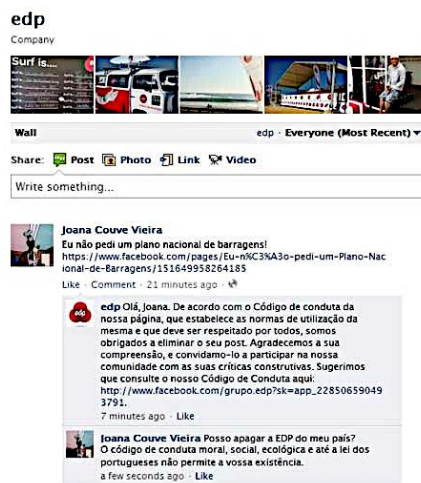 edp
Company
Surf is....
Wall
edp · Everyone (Most Recent)
Share: Post Photo Link Video
Write something...
Joana Couve Vieira
Eu não pedi um plano nacional de barragens!
https://www.facebook.com/pages/Eu-n%C3%A3o-pedi-um-Plano-Nac
ional-de-Barragens/151649958264185
Like · Comment · 21 minutes ago ·
edp
edp Olá, Joana. De acordo com o Código de conduta da
nossa página, que estabelece as normas de utilização da
mesma e que deve ser respeitado por todos, somos
obrigados a eliminar o seu post. Agradecemos a sua
compreensão, e convidamo-lo a participar na nossa
comunidade com as suas críticas construtivas. Sugerimos
que consulte o nosso Código de Conduta aqui:
http://www.facebook.com/grupo.edp?sk=app_22850659049
3791.
7 minutes ago · Like
Joana Couve Vieira Posso apagar a EDP do meu país?
O código de conduta moral, social, ecológica e até a lei dos
portugueses não permite a vossa existência.
a few seconds ago · Like